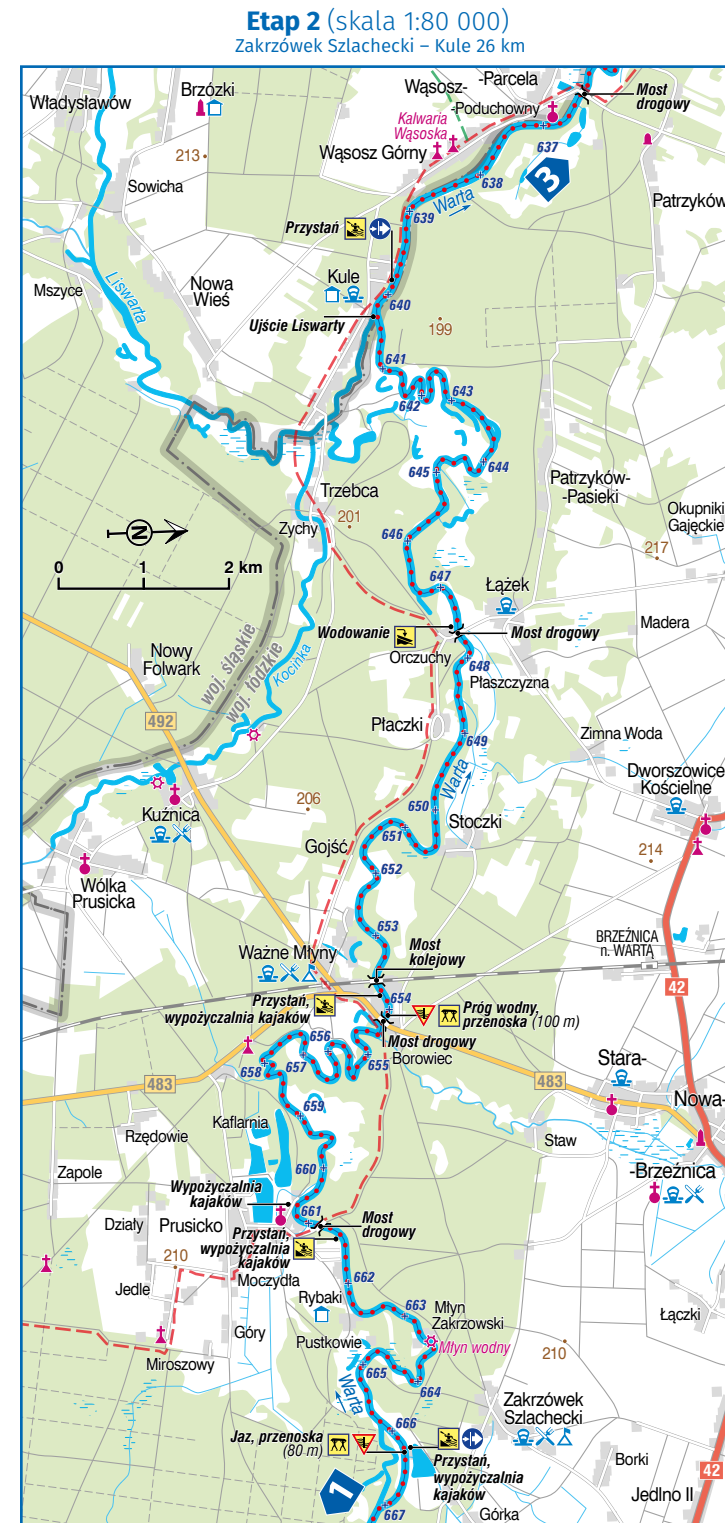 Etap 2 (skala 1:80 000)
Zakrzówek Szlachecki – Kule 26 km
Władysławów
Brzózki
Wąsosz-
-Parcela
-Poduchowny
Most
drogowy
Kalwaria
Wąsoska
Wąsosz Górny
213
637
638
3
Sowicha
Warta
639
Patrzyków
Przystań
Mszyce
Liswarta
Nowa
Wieś
Kule
640
Ujście Liswarty
199
641
642
643
644
645
Trzebca
Patrzyków-
-Pasieki
Okupniki
Gajęckie
Zychy
201
646
217
N
0 1 2 km
647
Łążek
Wodowanie
Most drogowy
Madera
Orczuchy
648
Płaszczyzna
woj. śląskie
woj. łódzkie
Kocinka
Nowy
Folwark
492
Płaczki
649
Zimna Woda
Warta
Dworszowice
Kościelne
206
650
Kuźnica
Stoczki
651
Gojść
214
652
Wólka
Prusicka
653
BRZEŹNICA
n. WARTĄ
Ważne Młyny
Most
kolejowy
42
Przystań,
wypożyczalnia kajaków
654
Próg wodny,
przenoska (100 m)
Most drogowy
656
655
Borowiec
657
658
Stara-
483
483
659
Nowa-
Kaflarnia
Rzędowie
Staw
Zapole
660
-Brzeźnica
Wypożyczalnia
kajaków
661
Most
drogowy
Działy
Prusicko
Przystań,
wypożyczalnia
kajaków
210
Moczydła
662
Jedle
Rybaki
663
Młyn
Zakrzowski
Łączki
Góry
Pustkowie
Młyn wodny
210
Miroszowy
665
664
Zakrzówek
Szlachecki
Warta
666
Jaz, przenoska
(80 m)
Przystań,
wypożyczalnia
kajaków
Borki
42
1
667
Górka
Jedlno II